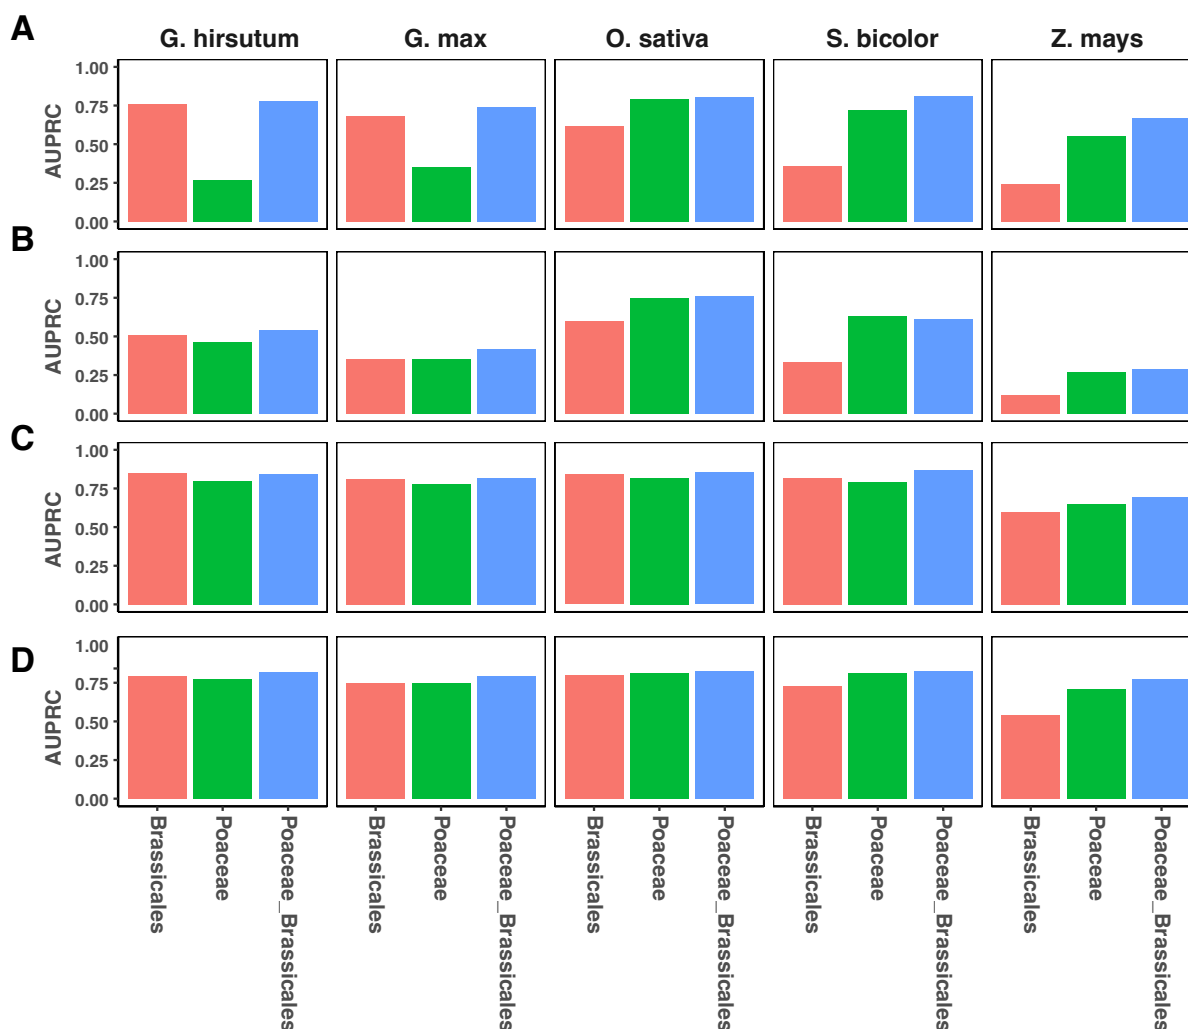 A
G. hirsutum G. max O. sativa S. bicolor Z. mays
AUPRC
1.00
0.75
0.50
0.25
0.00
B
AUPRC
1.00
0.75
0.50
0.25
0.00
C
AUPRC
1.00
0.75
0.50
0.25
0.00
D
AUPRC
1.00
0.75
0.50
0.25
0.00
Brassicales
Poaceae
Poaceae_Brassicales
Brassicales
Poaceae
Poaceae_Brassicales
Brassicales
Poaceae
Poaceae_Brassicales
Brassicales
Poaceae
Poaceae_Brassicales
Brassicales
Poaceae
Poaceae_Brassicales